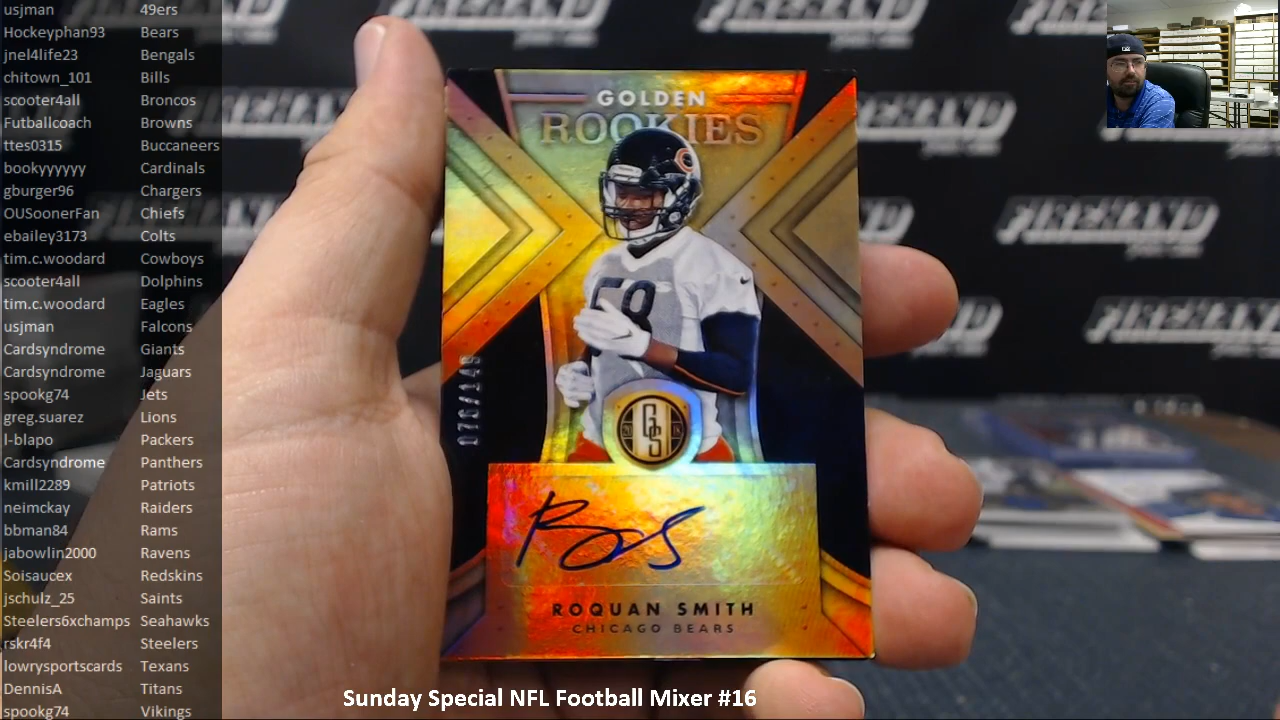 usjman 49ers
Hockeyphan93 Bears
jnel4life23 Bengals
chitown_101 Bills
scooter4all Broncos
Futballcoach Browns
ttes0315 Buccaneers
bookyyyyyy Cardinals
gburger96 Chargers
OUSoonerFan Chiefs
ebailey3173 Colts
tim.c.woodard Cowboys
scooter4all Dolphins
tim.c.woodard Eagles
usjman Falcons
Cardsyndrome Giants
Cardsyndrome Jaguars
spookg74 Jets
greg.suarez Lions
l-blapo Packers
Cardsyndrome Panthers
kmill2289 Patriots
neimckay Raiders
bbman84 Rams
jabowlin2000 Ravens
Soisaucex Redskins
jschulz_25 Saints
Steelers6xchamps Seahawks
rskr4f4 Steelers
lowrysportscards Texans
DennisA Titans
spookg74 Vikings
GOLDEN
ROOKIES
58
GS
ROQUAN SMITH
CHICAGO BEARS
Sunday Special NFL Football Mixer #16
FIREHAND